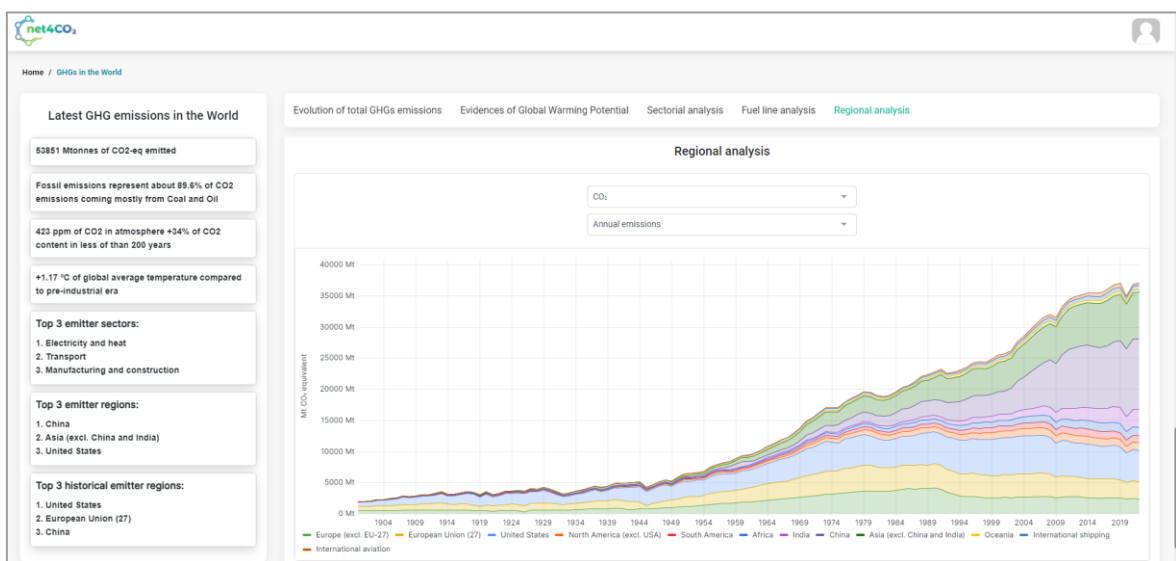 net4CO₂
Home / GHGs in the World
Latest GHG emissions in the World
53851 Mtonnes of CO2-eq emitted
Fossil emissions represent about 89.6% of CO2
emissions coming mostly from Coal and Oil
423 ppm of CO2 in atmosphere +34% of CO2
content in less of than 200 years
+1.17 ºC of global average temperature compared
to pre-industrial era
Top 3 emitter sectors:
1. Electricity and heat
2. Transport
3. Manufacturing and construction
Top 3 emitter regions:
1. China
2. Asia (excl. China and India)
3. United States
Top 3 historical emitter regions:
1. United States
2. European Union (27)
3. China
Evolution of total GHGs emissions Evidences of Global Warming Potential Sectorial analysis Fuel line analysis Regional analysis
Regional analysis
CO₂
Annual emissions
Mt CO₂ equivalent
40000 Mt
35000 Mt
30000 Mt
25000 Mt
20000 Mt
15000 Mt
10000 Mt
5000 Mt
0 Mt
1904 1909 1914 1919 1924 1929 1934 1939 1944 1949 1954 1959 1964 1969 1974 1979 1984 1989 1994 1999 2004 2009 2014 2019
Europe (excl. EU-27) European Union (27) United States North America (excl. USA) South America Africa India China Asia (excl. China and India) Oceania International shipping
International aviation